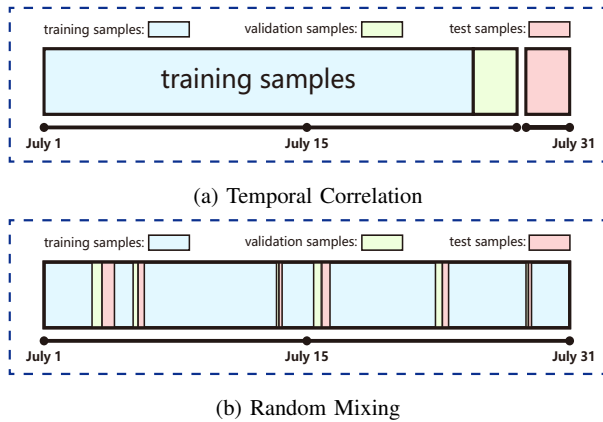 training samples: validation samples: test samples:
training samples
July 1 July 15 July 31
(a) Temporal Correlation
training samples: validation samples: test samples:
July 1 July 15 July 31
(b) Random Mixing